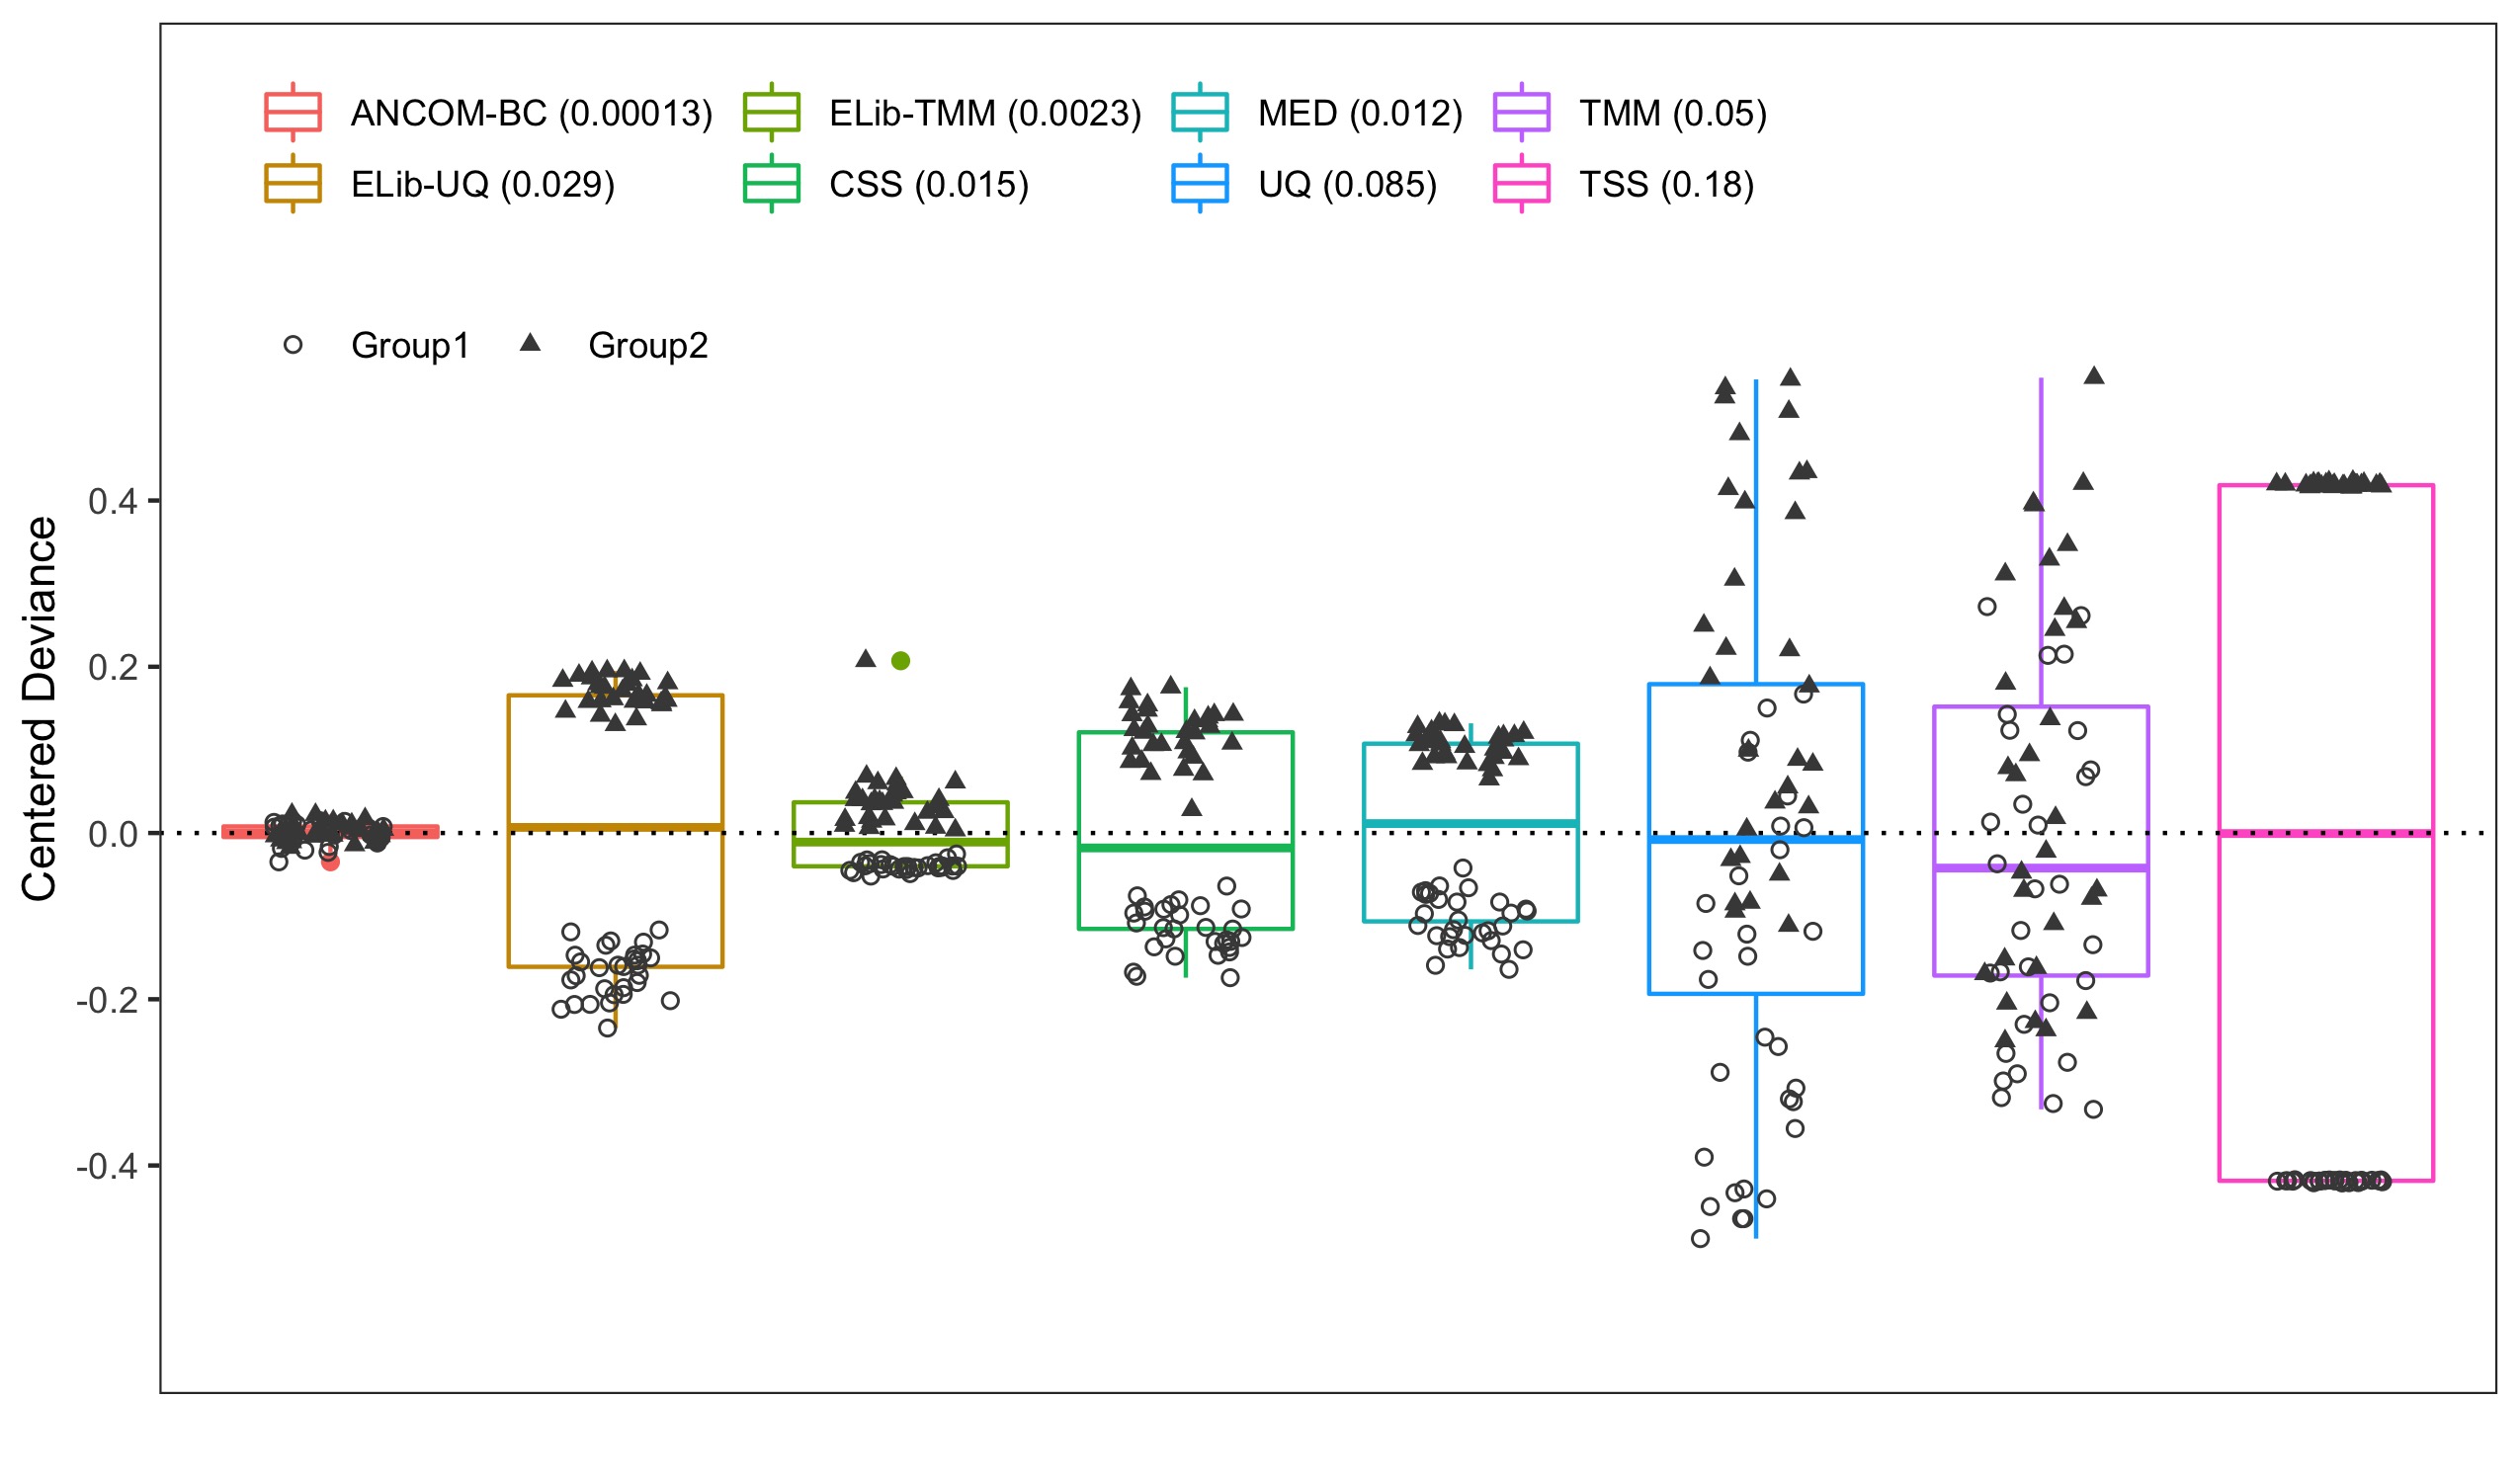 ANCOM-BC (0.00013) ELib-TMM (0.0023) MED (0.012) TMM (0.05)
ELib-UQ (0.029) CSS (0.015) UQ (0.085) TSS (0.18)
Group1 Group2
Centered Deviance
0.4
0.2
0.0
-0.2
-0.4